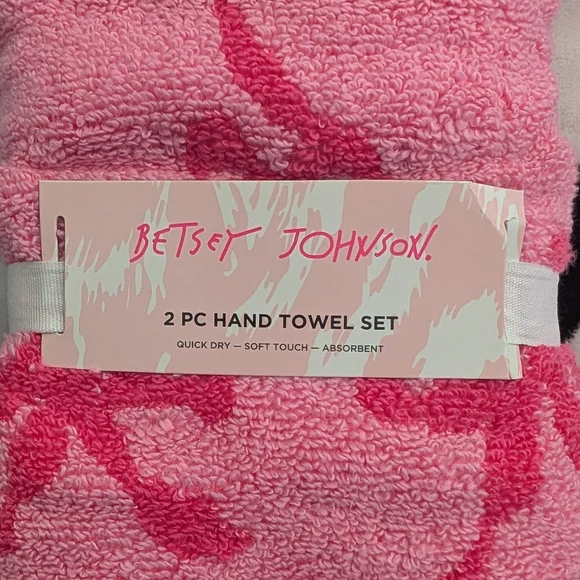 BETSEY JOHNSON.
2 PC HAND TOWEL SET
QUICK DRY — SOFT TOUCH — ABSORBENT